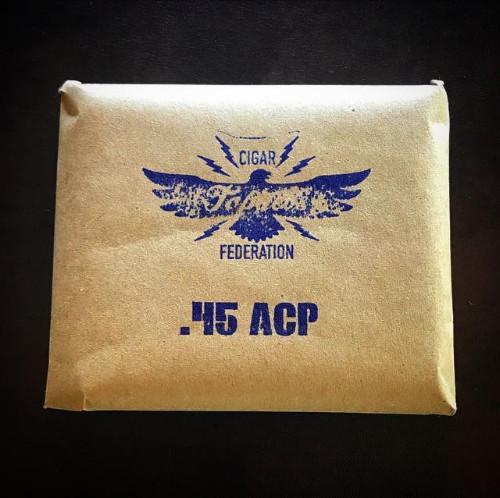 CIGAR
FEDERATION
.45 ACP